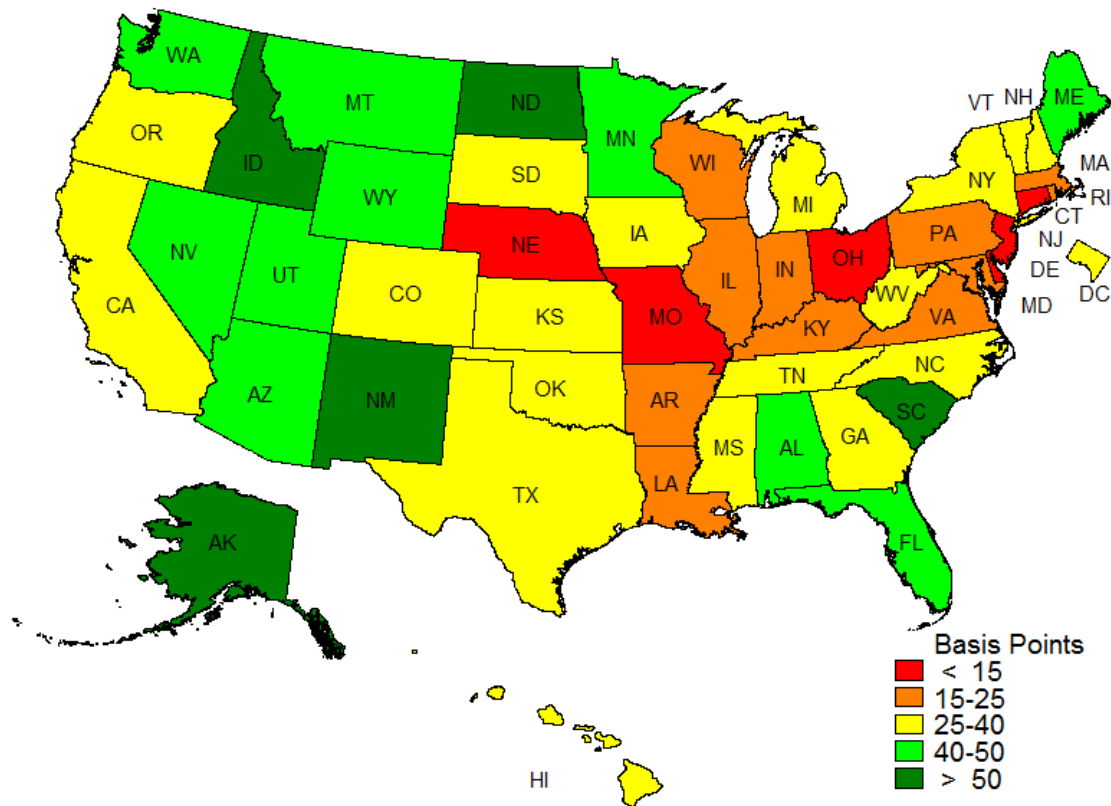 WA
MT
ND
MN
VT
NH
ME
OR
ID
SD
WI
MI
NY
MA
RI
CT
WY
NE
IA
PA
NJ
NV
UT
CO
IL
IN
OH
DE
DC
MD
CA
KS
MO
WV
VA
KY
AZ
NM
OK
AR
TN
NC
SC
MS
AL
GA
TX
LA
AK
FL
HI
Basis Points
< 15
15-25
25-40
40-50
> 50